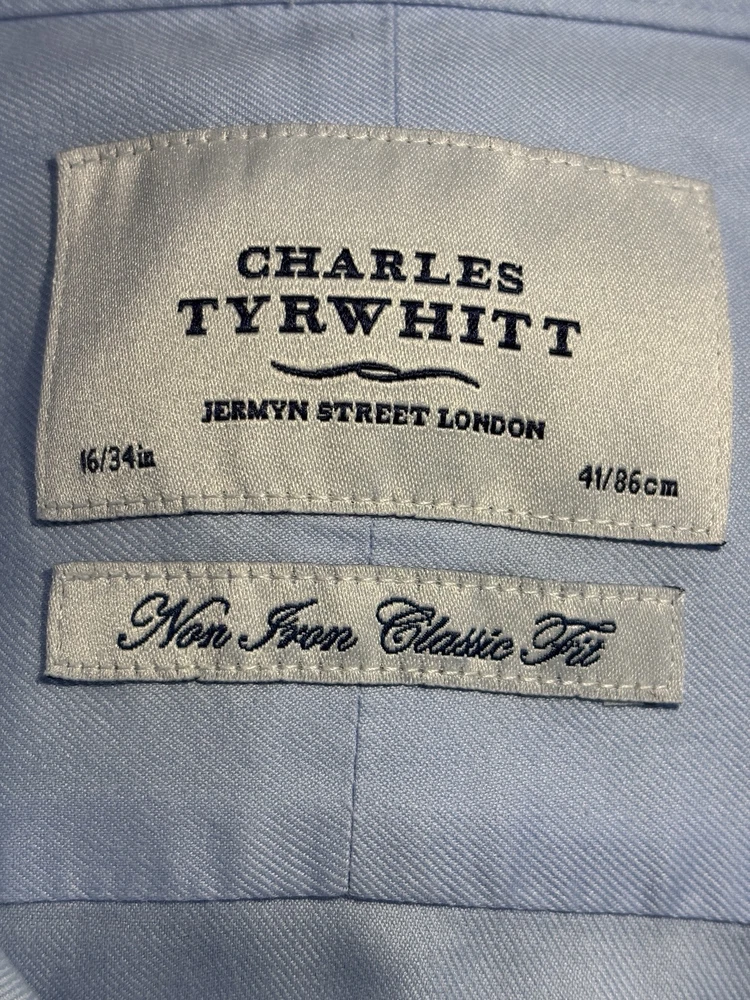 CHARLES
TYRWHITT
JERMYN STREET LONDON
16/34in
41/86cm
Non Iron Classic Fit